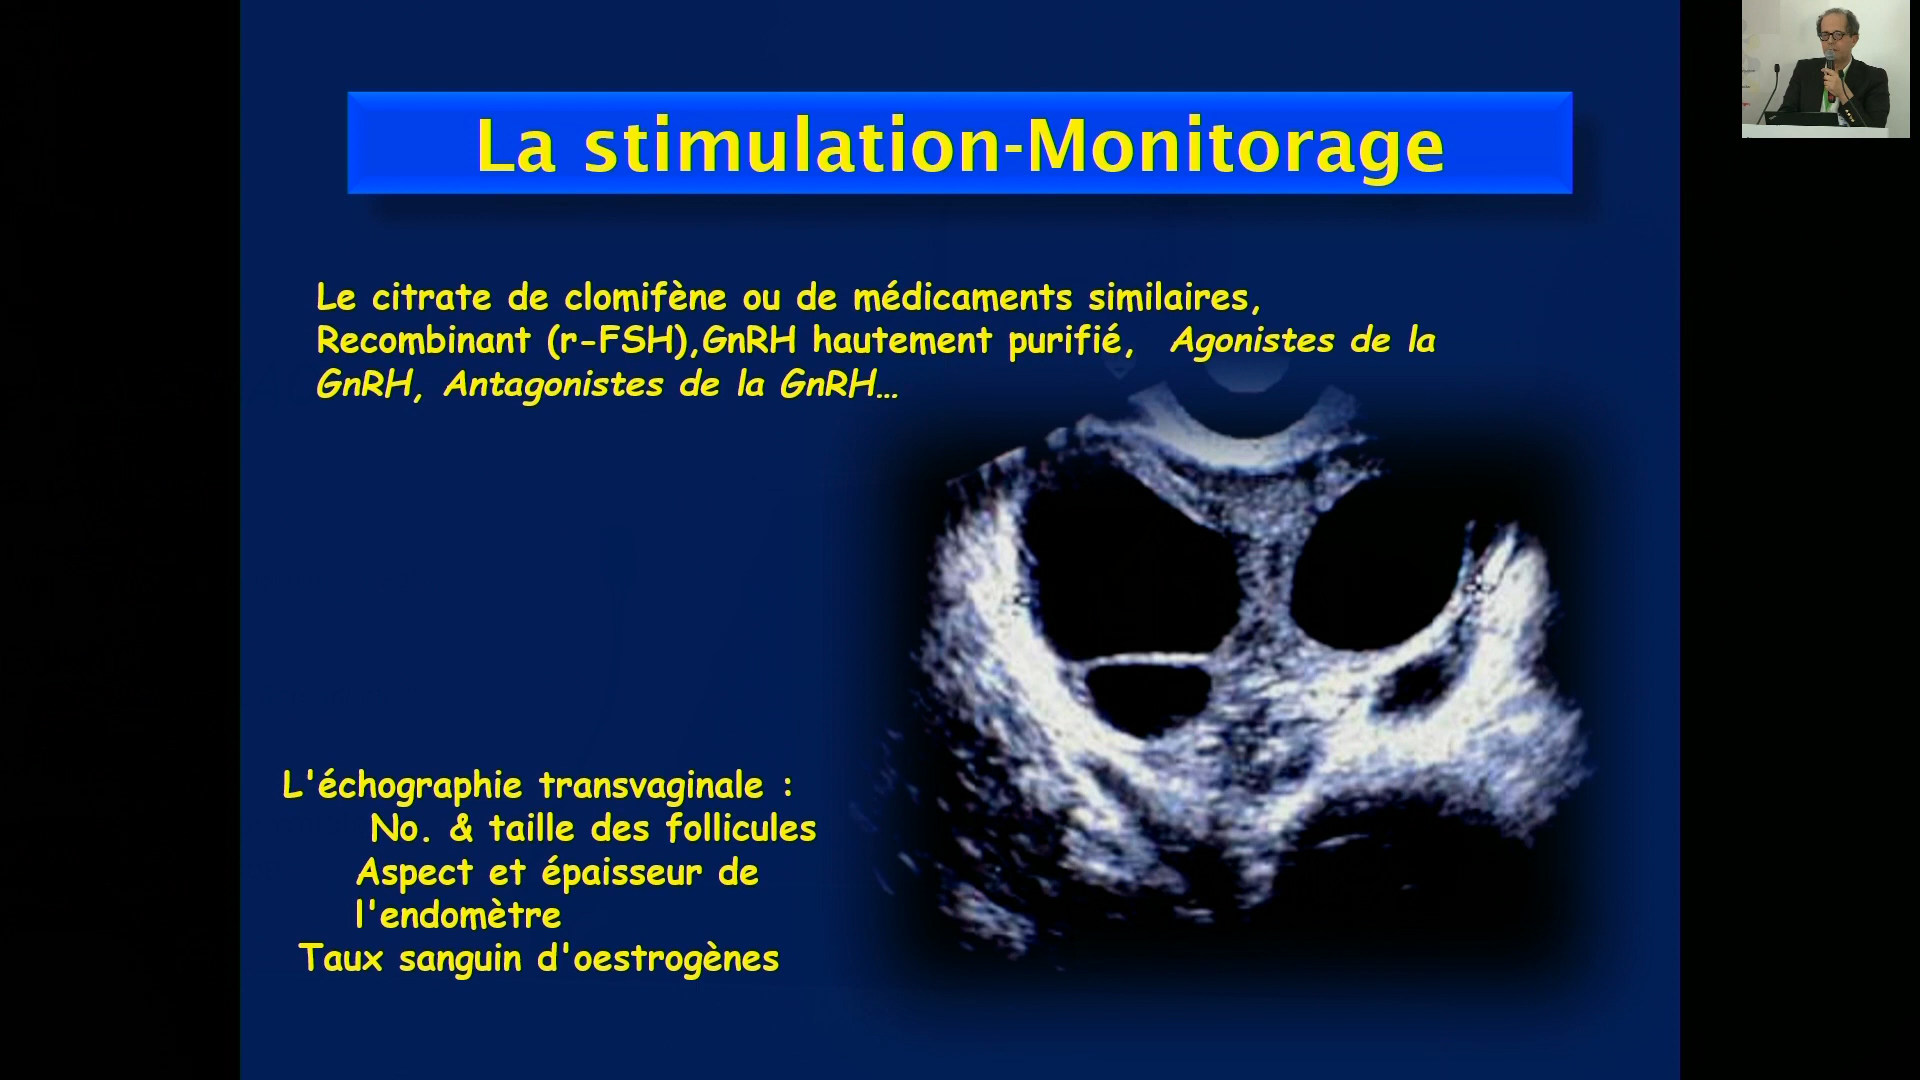 La stimulation-Monitorage
Le citrate de clomifène ou de médicaments similaires,
Recombinant (r-FSH),GnRH hautement purifié, Agonistes de la
GnRH, Antagonistes de la GnRH...
L'échographie transvaginale :
No. & taille des follicules
Aspect et épaisseur de
l'endomètre
Taux sanguin d'oestrogènes